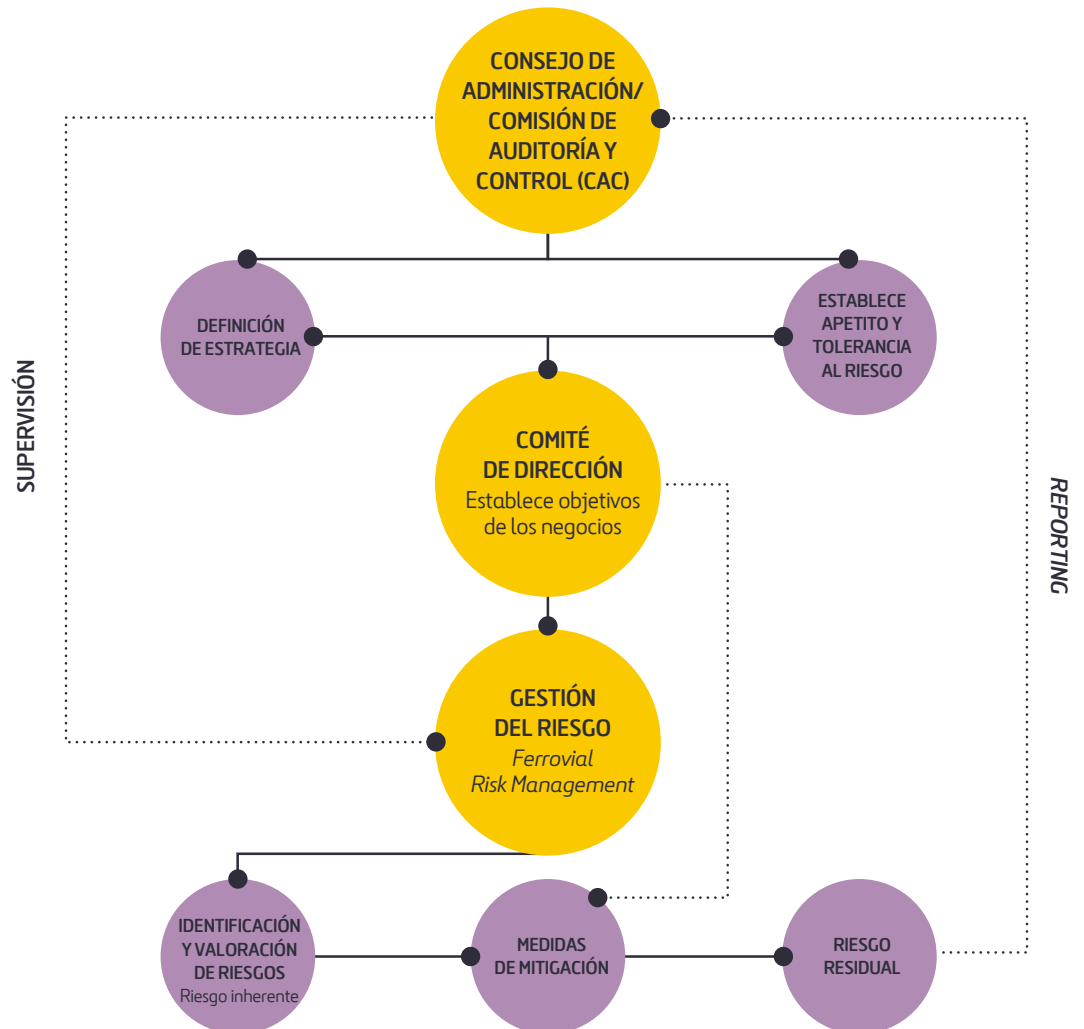 CONSEJO DE
ADMINISTRACIÓN/
COMISIÓN DE
AUDITORÍA Y
CONTROL (CAC)
DEFINICIÓN
DE ESTRATEGIA
ESTABLECE
APETITO Y
TOLERANCIA
AL RIESGO
SUPERVISIÓN
COMITÉ
DE DIRECCIÓN
Establece objetivos
de los negocios
REPORTING
GESTIÓN
DEL RIESGO
Ferrovial
Risk Management
IDENTIFICACIÓN
Y VALORACIÓN
DE RIESGOS
Riesgo inherente
MEDIDAS
DE MITIGACIÓN
RIESGO
RESIDUAL